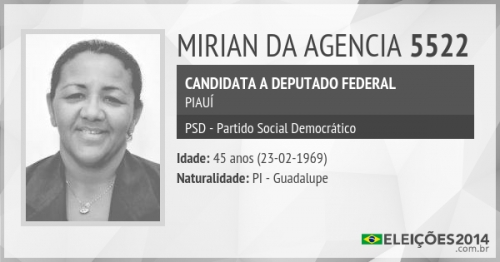 MIRIAN DA AGENCIA 5522
CANDIDATA A DEPUTADO FEDERAL
PIAUÍ
PSD - Partido Social Democrático
Idade: 45 anos (23-02-1969)
Naturalidade: PI - Guadalupe
ELEIÇÕES2014
.com.br